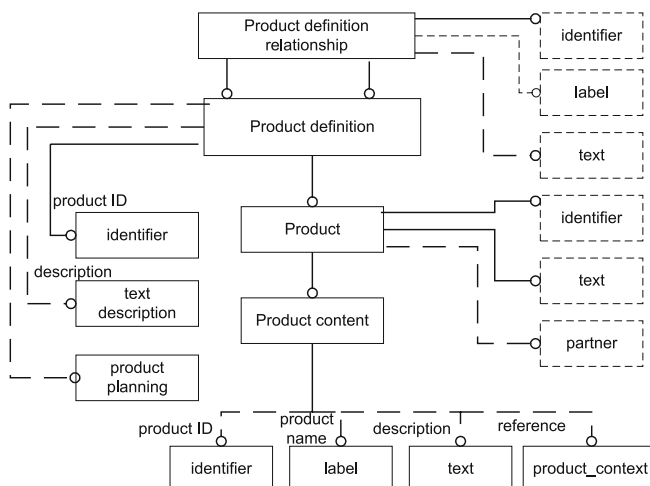 Product definition
relationship
identifier
label
Product definition
text
product ID
identifier
Product
identifier
description
text
description
text
Product content
partner
product
planning
product ID
product
name
description
reference
identifier
label
text
product_context